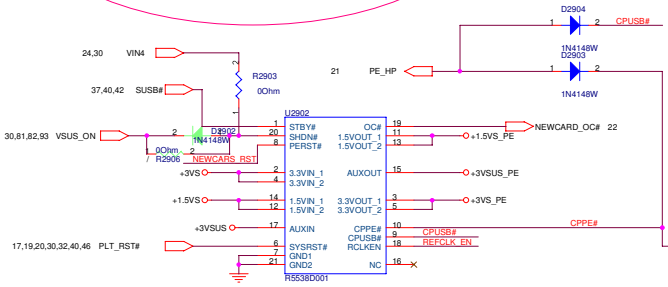 D2904
1 2 CPUSB#
24,30 VIN4
1N4148W
D2903
2
R2903
0Ohm
1
21 PE_HP
1 2
1N4148W
37,40,42 SUSB#
U2902
30,81,82,93 VSUS_ON
2 D2902 1
1N4148W
0Ohm
/ R2906
NEWCARS_RST
1 STBY# OC# 19 NEWCARD_OC# 22
20 SHDN# 1.5VOUT_1 11 +1.5VS_PE
8 PERST# 1.5VOUT_2 13
+3VS 2 3.3VIN_1 AUXOUT 15 +3VSUS_PE
4 3.3VIN_2
+1.5VS 14 1.5VIN_1 3.3VOUT_1 3 +3VS_PE
12 1.5VIN_2 3.3VOUT_2 5
+3VSUS 17 AUXIN CPPE# 10 CPPE#
CPUSB# 9 CPUSB#
17,19,20,30,32,40,46 PLT_RST# 6 SYSRST# RCLKEN 18 REFCLK_EN
7 GND1
21 GND2 NC 16
R5538D001